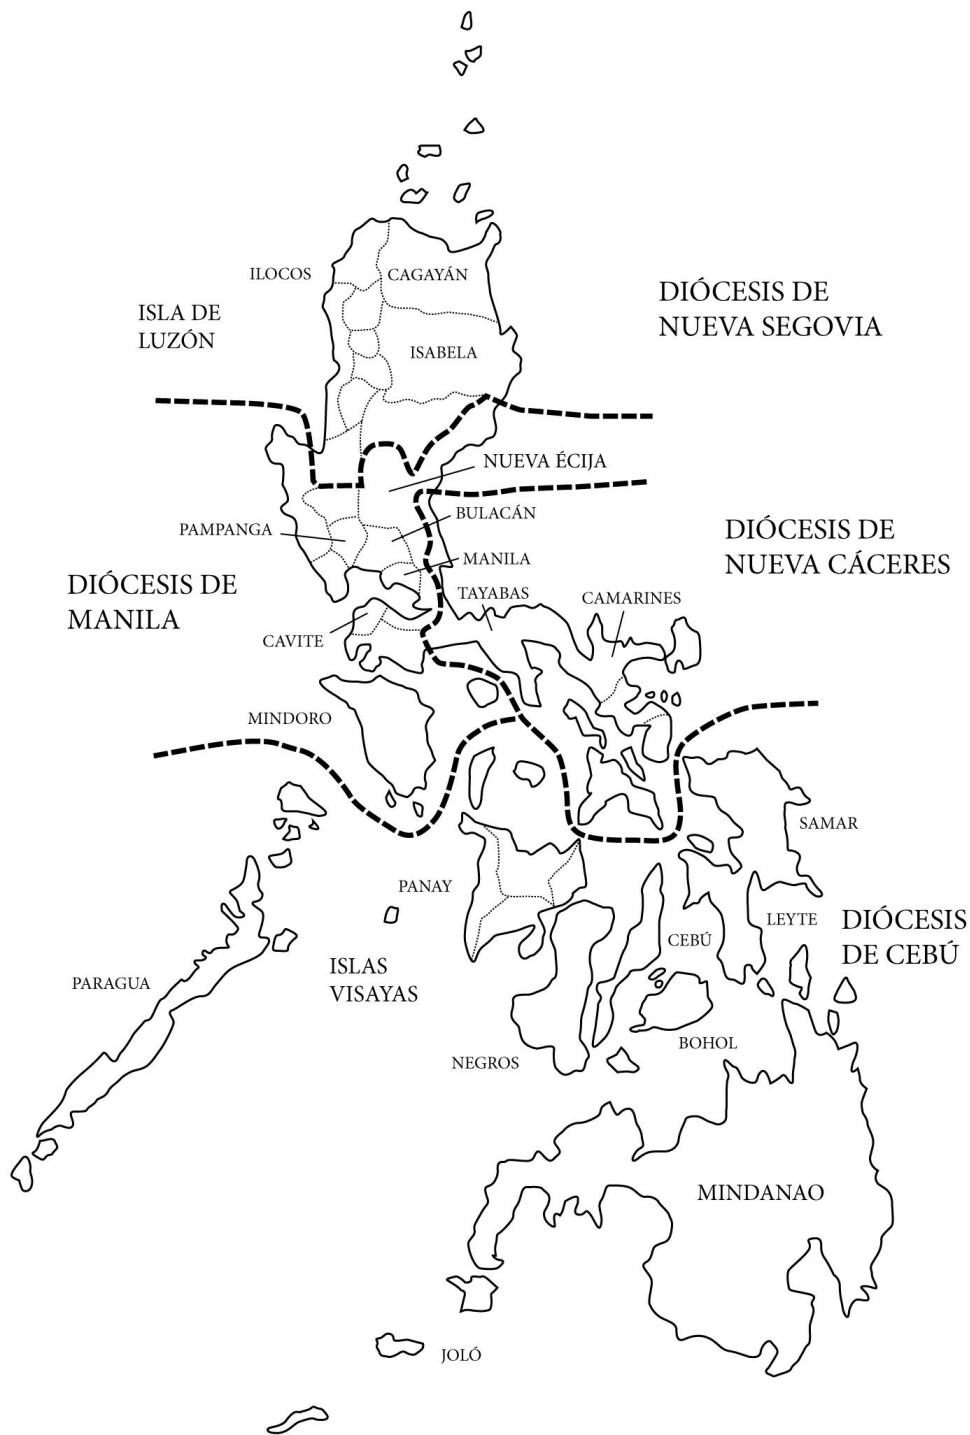 ILOCOS
CAGAYÁN
DIÓCESIS DE
NUEVA SEGOVIA
ISLA DE
LUZÓN
ISABELA
NUEVA ÉCIJA
BULACÁN
PAMPANGA
DIÓCESIS DE
NUEVA CÁCERES
MANILA
DIÓCESIS DE
MANILA
TAYABAS
CAMARINES
CAVITE
MINDORO
SAMAR
PANAY
LEYTE
DIÓCESIS
DE CEBÚ
CEBÚ
ISLAS
VISAYAS
PARAGUA
BOHOL
NEGROS
MINDANAO
JOLÓ